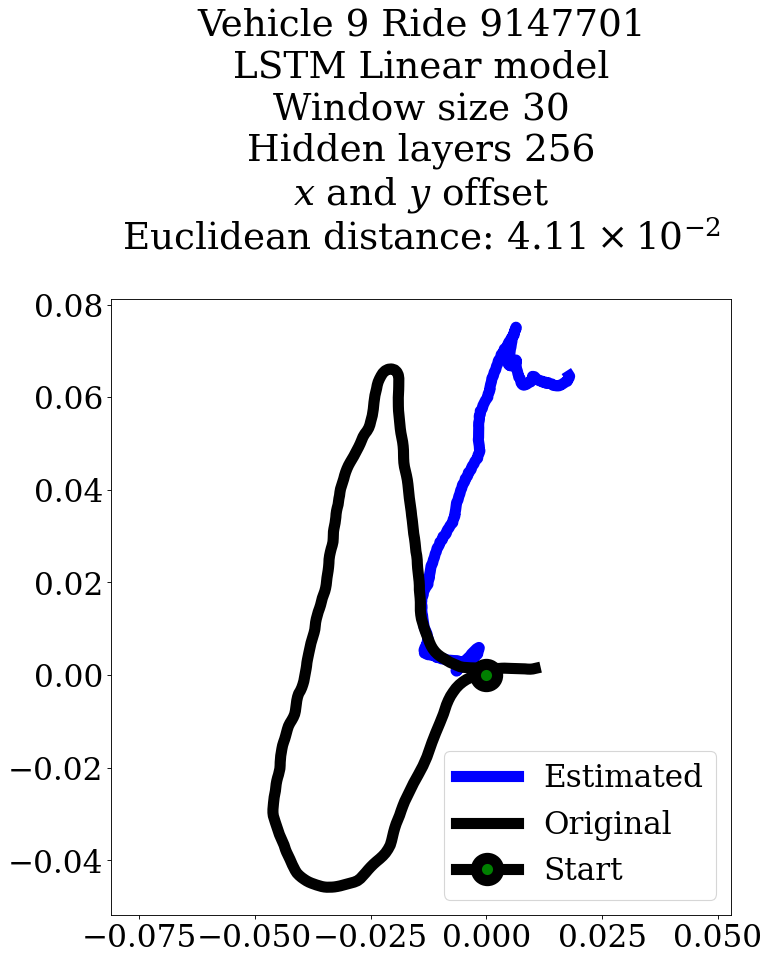 Vehicle 9 Ride 9147701
LSTM Linear model
Window size 30
Hidden layers 256
x and y offset
Euclidean distance: 4.11 × 10⁻²
0.08
0.06
0.04
0.02
0.00
−0.02
−0.04
Estimated
Original
Start
−0.075 −0.050 −0.025 0.000 0.025 0.050